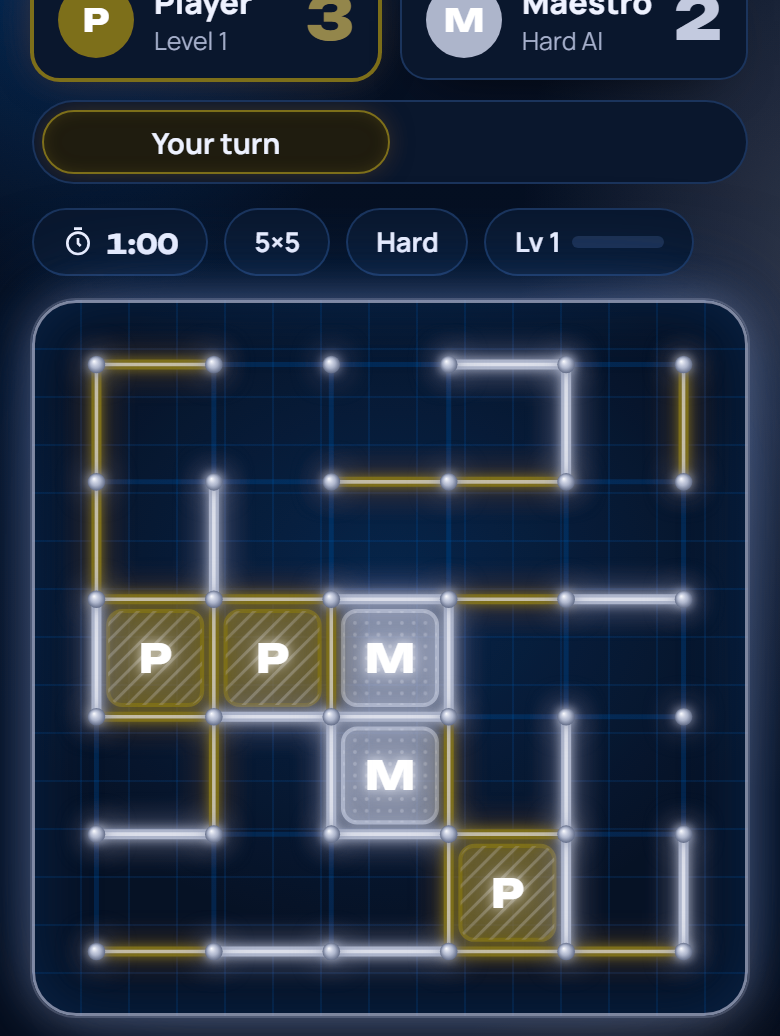 P Player 3
Level 1
M Maestro 2
Hard AI
Your turn
1:00 5×5 Hard Lv 1
P P M
M
P